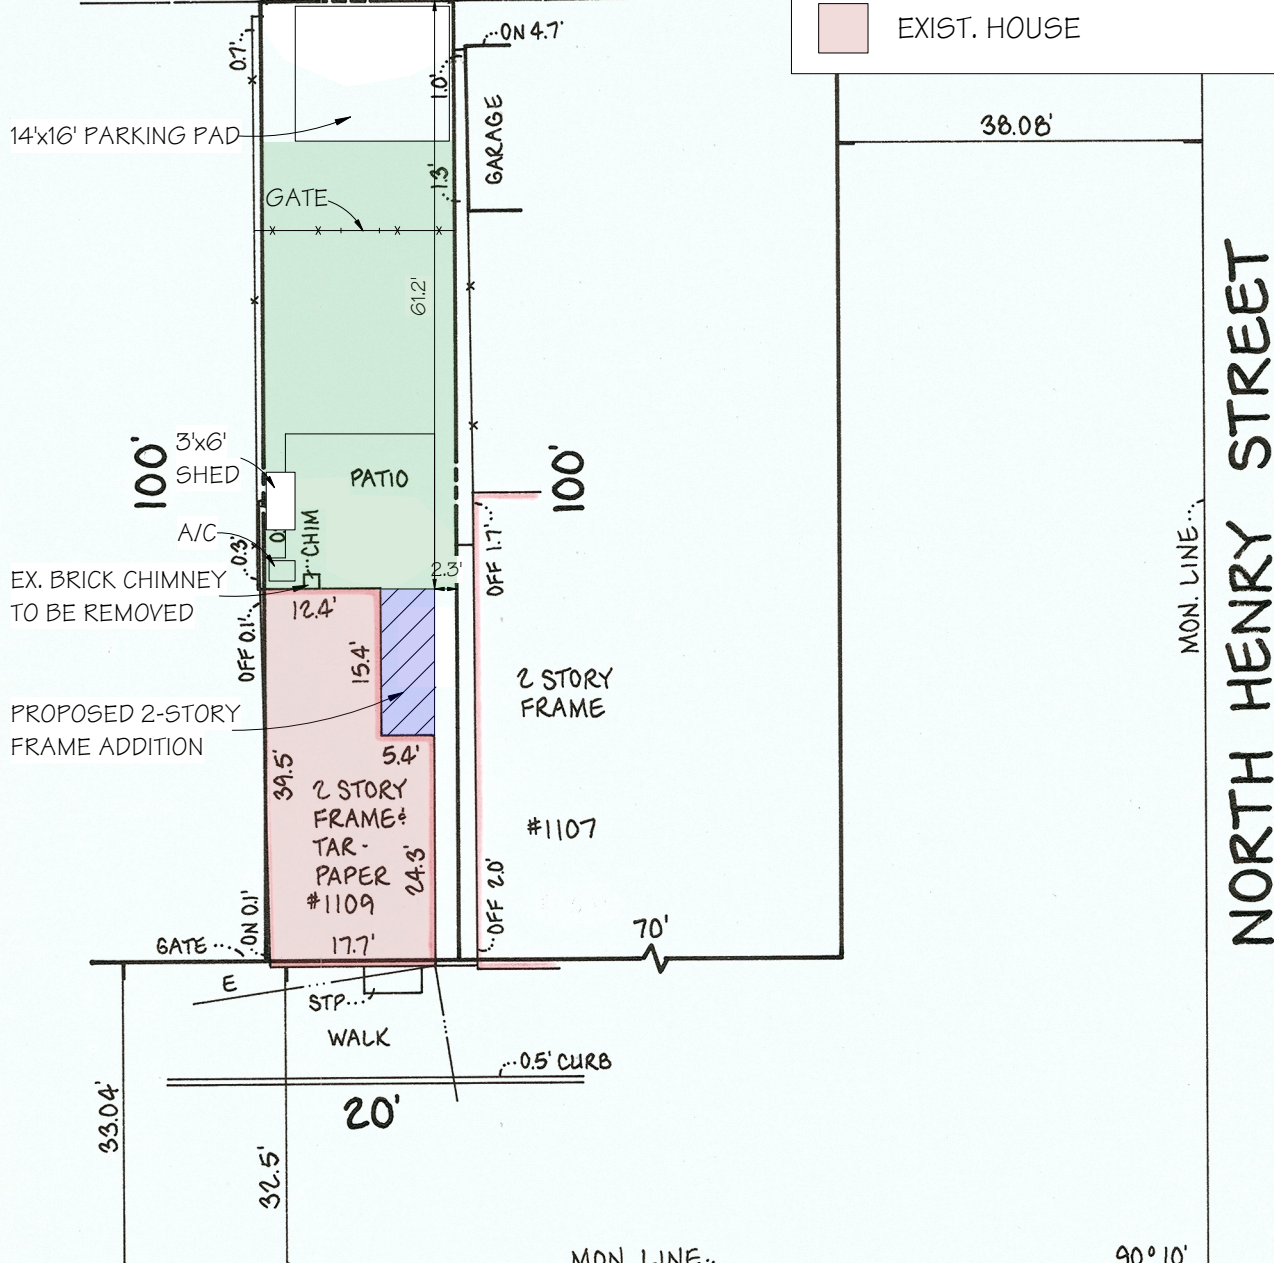 EXIST. HOUSE
ON 4.7'
0.7'
1.0'
14'x16' PARKING PAD
GARAGE
38.08'
1.3'
GATE
61.2'
NORTH HENRY STREET
100'
3'x6'
SHED
PATIO
100'
A/C
CHIM
0.3'
OFF 1.7'
2.3'
MON. LINE
EX. BRICK CHIMNEY
TO BE REMOVED
12.4'
OFF 0.1'
15.4'
2 STORY
FRAME
PROPOSED 2-STORY
FRAME ADDITION
5.4'
39.5'
2 STORY
FRAME &
TAR-
PAPER
#1109
24.3'
#1107
OFF 2.0'
ON 0.1'
17.7'
70'
GATE
E
STP
WALK
0.5' CURB
20'
33.04'
32.5'
MON. LINE
90°10'